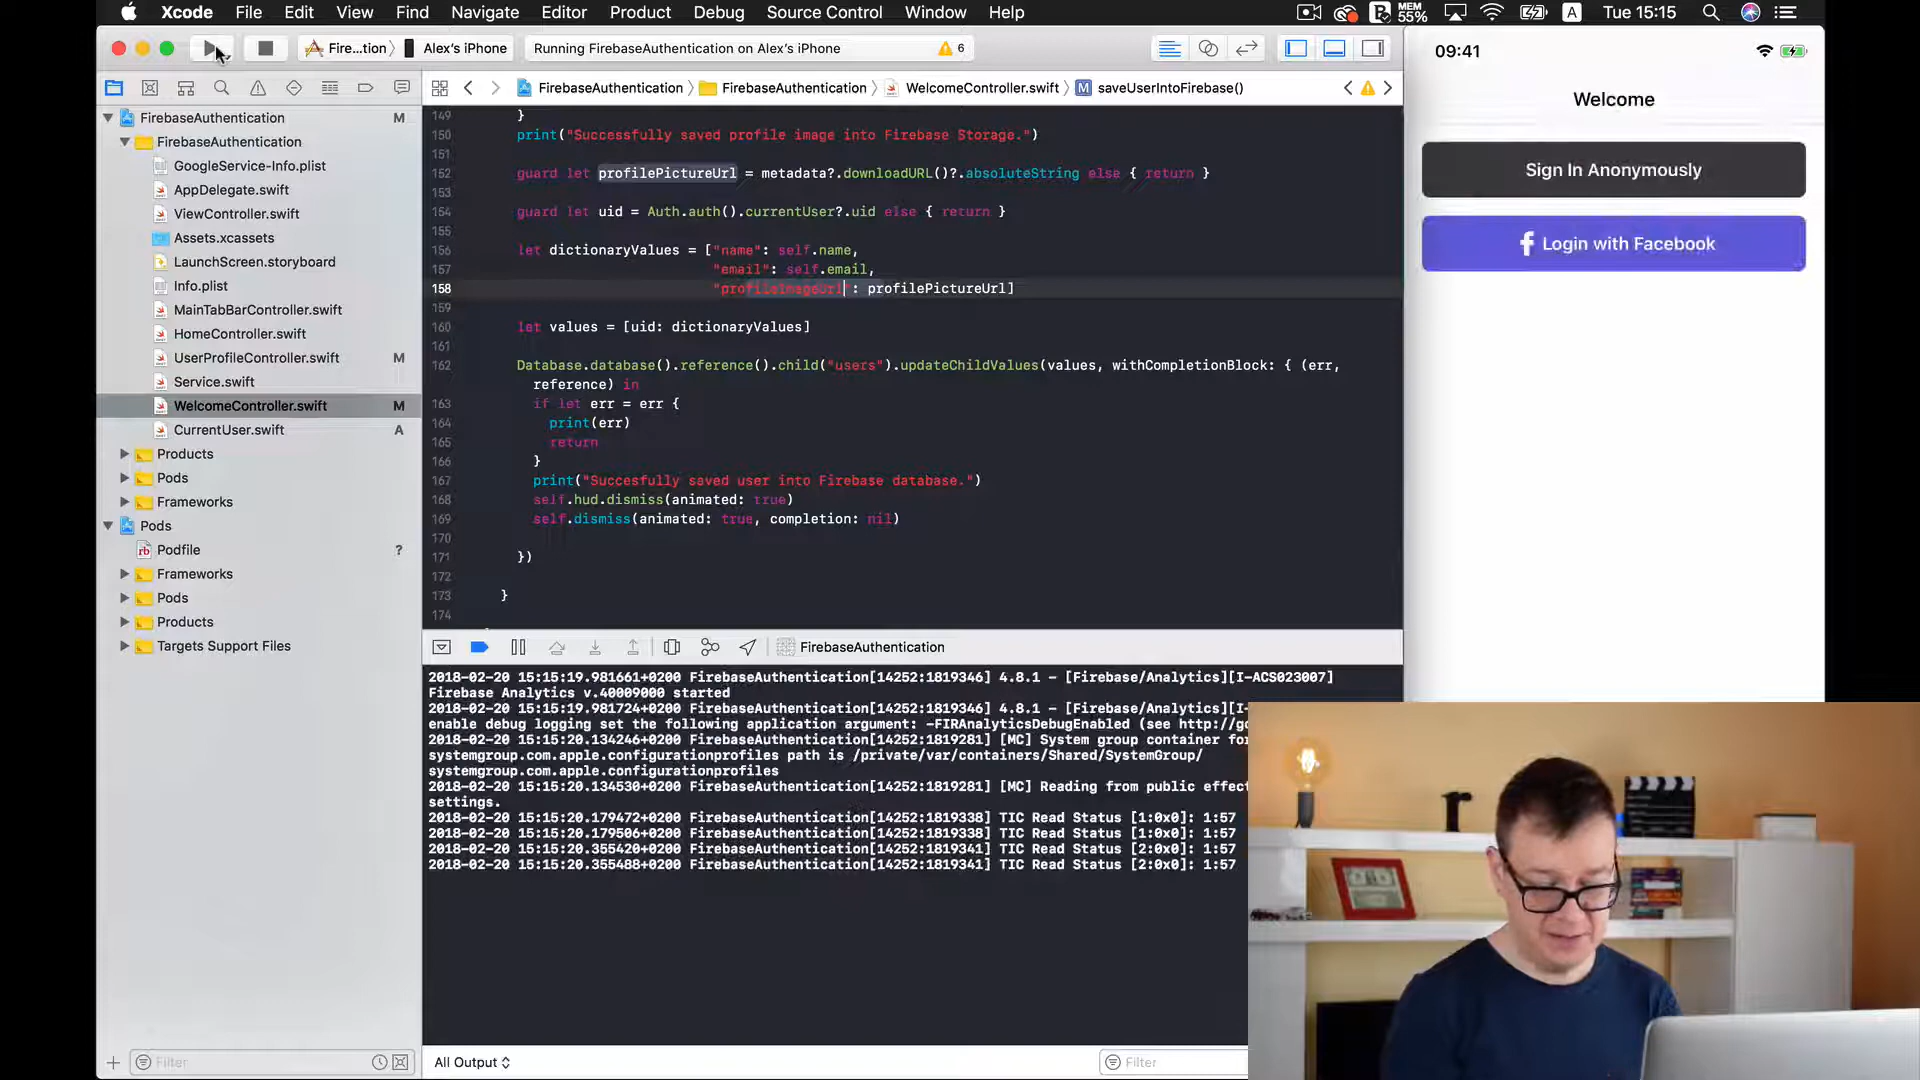 Xcode File Edit View Find Navigate Editor Product Debug Source Control Window Help MEM 55% A Tue 15:15
Fire...tion Alex's iPhone Running FirebaseAuthentication on Alex's iPhone 6
09:41
FirebaseAuthentication FirebaseAuthentication WelcomeController.swift M saveUserIntoFirebase()
FirebaseAuthentication M
FirebaseAuthentication
GoogleService-Info.plist
AppDelegate.swift
ViewController.swift
Assets.xcassets
LaunchScreen.storyboard
Info.plist
MainTabBarController.swift
HomeController.swift
UserProfileController.swift M
Service.swift
WelcomeController.swift M
CurrentUser.swift A
Products
Pods
Frameworks
Pods
rb Podfile ?
Frameworks
Pods
Products
Targets Support Files
Filter
149 }
150 print("Successfully saved profile image into Firebase Storage.")
151
152 guard let profilePictureUrl = metadata?.downloadURL()?.absoluteString else { return }
153
154 guard let uid = Auth.auth().currentUser?.uid else { return }
155
156 let dictionaryValues = ["name": self.name,
157 "email": self.email,
158 "profileImageUrl": profilePictureUrl]
159
160 let values = [uid: dictionaryValues]
161
162 Database.database().reference().child("users").updateChildValues(values, withCompletionBlock: { (err,
reference) in
163 if let err = err {
164 print(err)
165 return
166 }
167 print("Succesfully saved user into Firebase database.")
168 self.hud.dismiss(animated: true)
169 self.dismiss(animated: true, completion: nil)
170
171 })
172
173 }
174
FirebaseAuthentication
2018-02-20 15:15:19.981661+0200 FirebaseAuthentication[14252:1819346] 4.8.1 - [Firebase/Analytics][I-ACS023007]
Firebase Analytics v.40009000 started
2018-02-20 15:15:19.981724+0200 FirebaseAuthentication[14252:1819346] 4.8.1 - [Firebase/Analytics][I-
enable debug logging set the following application argument: -FIRAnalyticsDebugEnabled (see http://go
2018-02-20 15:15:20.134246+0200 FirebaseAuthentication[14252:1819281] [MC] System group container for
systemgroup.com.apple.configurationprofiles path is /private/var/containers/Shared/SystemGroup/
systemgroup.com.apple.configurationprofiles
2018-02-20 15:15:20.134530+0200 FirebaseAuthentication[14252:1819281] [MC] Reading from public effect
settings.
2018-02-20 15:15:20.179472+0200 FirebaseAuthentication[14252:1819338] TIC Read Status [1:0x0]: 1:57
2018-02-20 15:15:20.179506+0200 FirebaseAuthentication[14252:1819338] TIC Read Status [1:0x0]: 1:57
2018-02-20 15:15:20.355420+0200 FirebaseAuthentication[14252:1819341] TIC Read Status [2:0x0]: 1:57
2018-02-20 15:15:20.355488+0200 FirebaseAuthentication[14252:1819341] TIC Read Status [2:0x0]: 1:57
All Output Filter
Welcome
Sign In Anonymously
f Login with Facebook